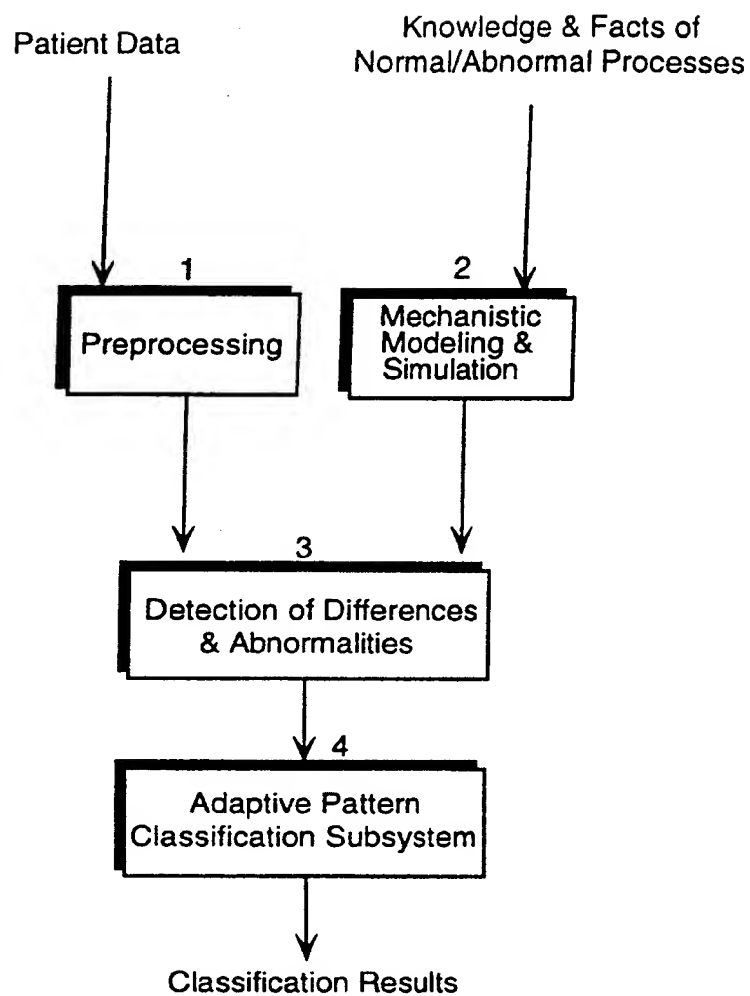 Patient Data
Knowledge & Facts of
Normal/Abnormal Processes
1
Preprocessing
2
Mechanistic
Modeling &
Simulation
3
Detection of Differences
& Abnormalities
4
Adaptive Pattern
Classification Subsystem
Classification Results